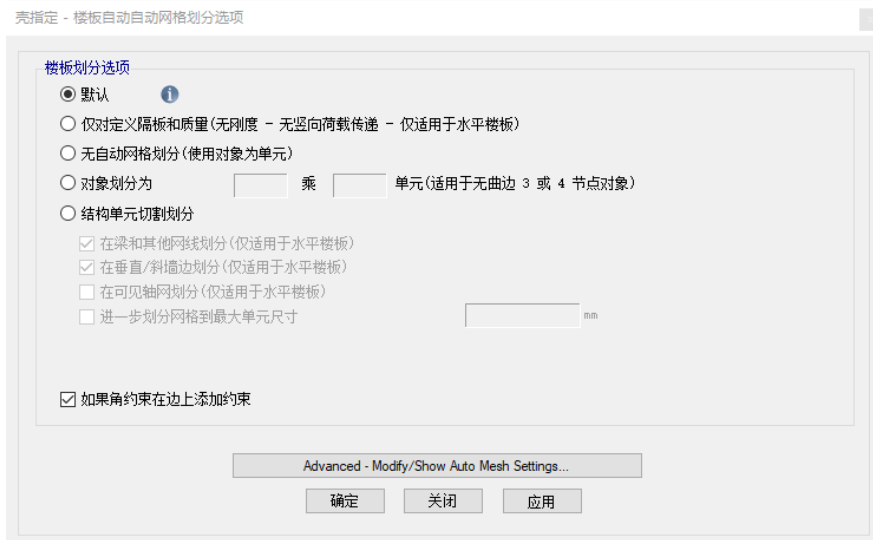 壳指定 - 楼板自动自动网格划分选项
楼板划分选项
默认
仅对定义隔板和质量(无刚度 - 无竖向荷载传递 - 仅适用于水平楼板)
无自动网格划分(使用对象为单元)
对象划分为 乘 单元(适用于无曲边 3 或 4 节点对象)
结构单元切割划分
在梁和其他网线划分(仅适用于水平楼板)
在垂直/斜墙边划分(仅适用于水平楼板)
在可见轴网划分(仅适用于水平楼板)
进一步划分网格到最大单元尺寸 mm
如果角约束在边上添加约束
Advanced - Modify/Show Auto Mesh Settings...
确定 关闭 应用